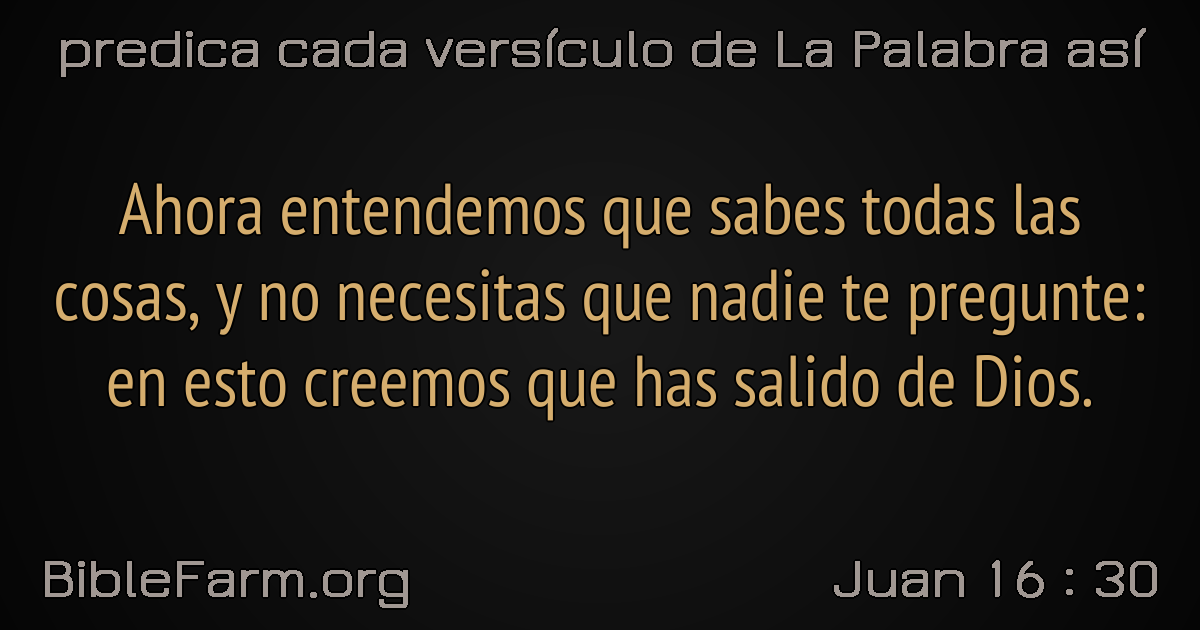 predica cada versículo de La Palabra así
Ahora entendemos que sabes todas las
cosas, y no necesitas que nadie te pregunte:
en esto creemos que has salido de Dios.
BibleFarm.org
Juan 16 : 30